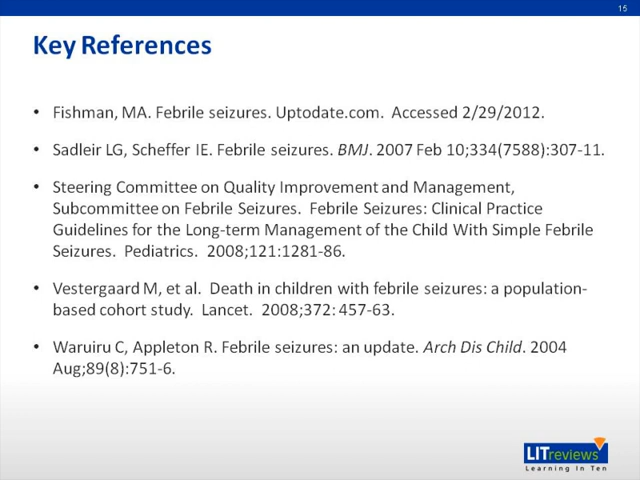 15
Key References
• Fishman, MA. Febrile seizures. Uptodate.com. Accessed 2/29/2012.
• Sadleir LG, Scheffer IE. Febrile seizures. BMJ. 2007 Feb 10;334(7588):307-11.
• Steering Committee on Quality Improvement and Management,
Subcommittee on Febrile Seizures. Febrile Seizures: Clinical Practice
Guidelines for the Long-term Management of the Child With Simple Febrile
Seizures. Pediatrics. 2008;121:1281-86.
• Vestergaard M, et al. Death in children with febrile seizures: a population-
based cohort study. Lancet. 2008;372: 457-63.
• Waruiru C, Appleton R. Febrile seizures: an update. Arch Dis Child. 2004
Aug;89(8):751-6.
LITreviews
Learning In Ten